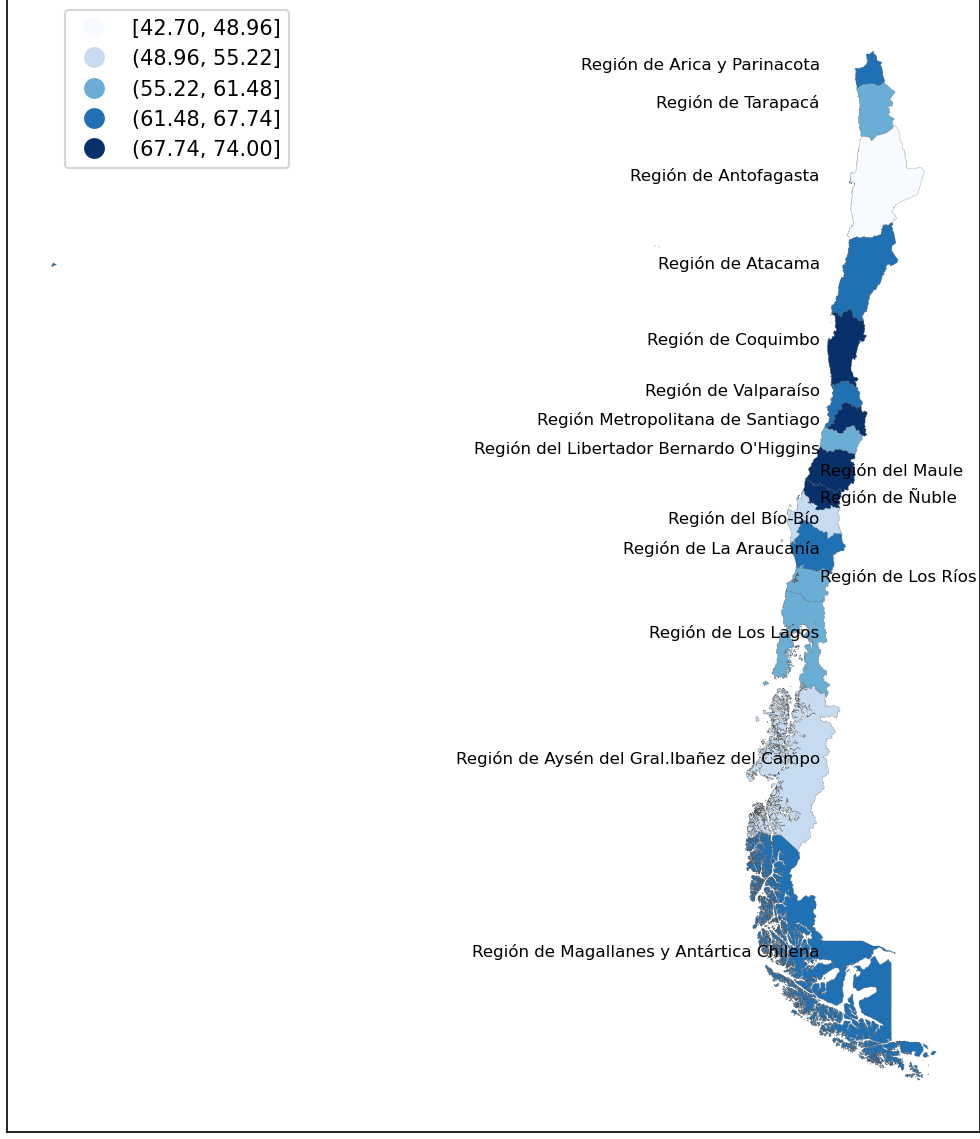 [42.70, 48.96]
(48.96, 55.22]
(55.22, 61.48]
(61.48, 67.74]
(67.74, 74.00]
Región de Arica y Parinacota
Región de Tarapacá
Región de Antofagasta
Región de Atacama
Región de Coquimbo
Región de Valparaíso
Región Metropolitana de Santiago
Región del Libertador Bernardo O'Higgins
Región del Maule
Región de Ñuble
Región del Bío-Bío
Región de La Araucanía
Región de Los Ríos
Región de Los Lagos
Región de Aysén del Gral.Ibañez del Campo
Región de Magallanes y Antártica Chilena